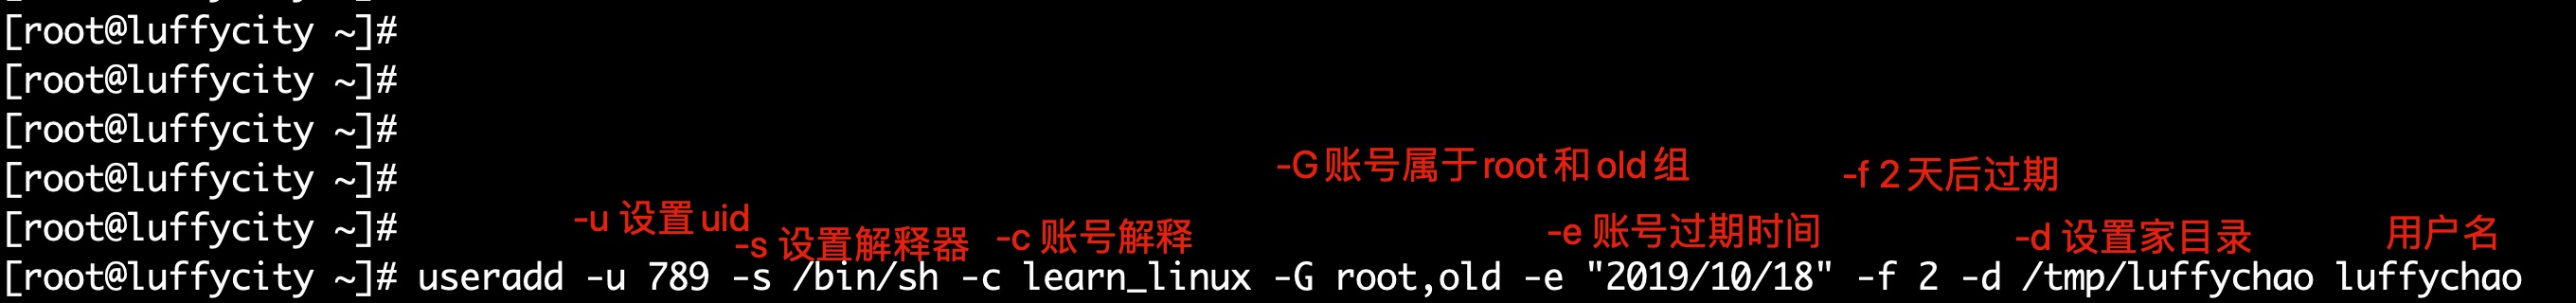 [root@luffycity ~]#
[root@luffycity ~]#
[root@luffycity ~]#
[root@luffycity ~]#
-G账号属于root和old组
-f 2天后过期
[root@luffycity ~]#
-u 设置uid
-s 设置解释器
-c 账号解释
-e 账号过期时间
-d 设置家目录
用户名
[root@luffycity ~]# useradd -u 789 -s /bin/sh -c learn_linux -G root,old -e "2019/10/18" -f 2 -d /tmp/luffychao luffychao